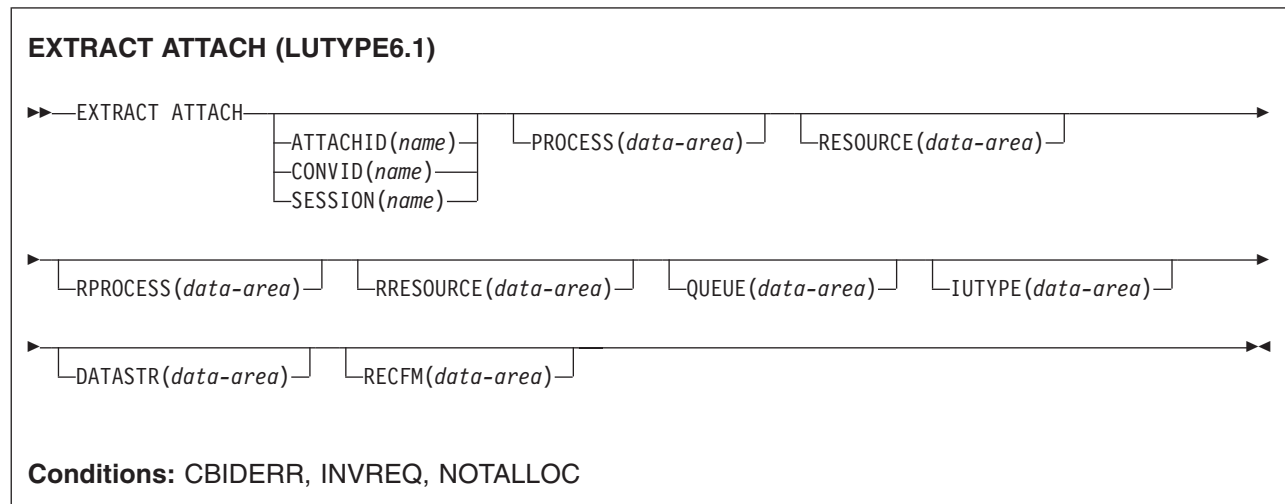 EXTRACT ATTACH (LUTYPE6.1)
EXTRACT ATTACH
ATTACHID(name)
CONVID(name)
SESSION(name)
PROCESS(data-area)
RESOURCE(data-area)
RPROCESS(data-area)
RRESOURCE(data-area)
QUEUE(data-area)
IUTYPE(data-area)
DATASTR(data-area)
RECFM(data-area)
Conditions: CBIDERR, INVREQ, NOTALLOC